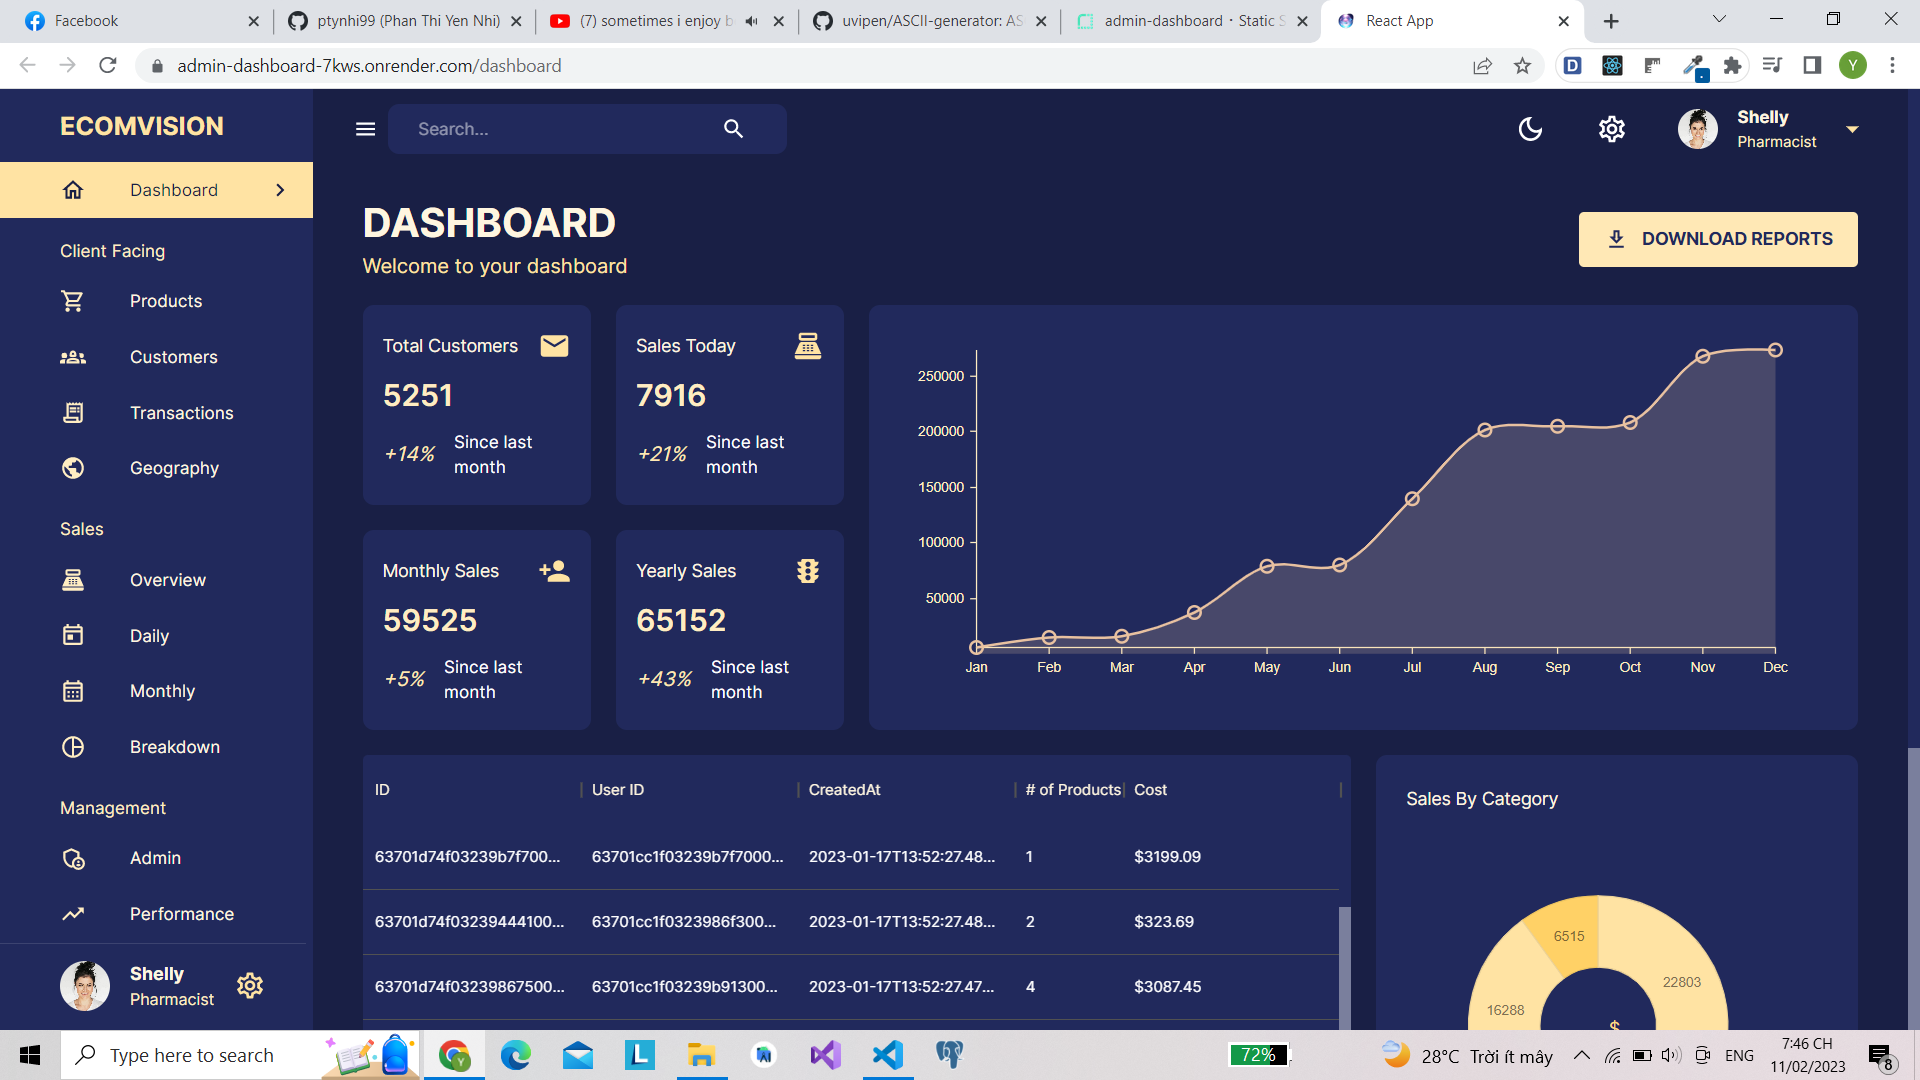 Facebook
ptynhi99 (Phan Thi Yen Nhi)
(7) sometimes i enjoy b
uvipen/ASCII-generator: AS
admin-dashboard · Static S
React App
admin-dashboard-7kws.onrender.com/dashboard
D
Y
ECOMVISION
Search...
Shelly
Pharmacist
Dashboard
Client Facing
Products
Customers
Transactions
Geography
Sales
Overview
Daily
Monthly
Breakdown
Management
Admin
Performance
Shelly
Pharmacist
DASHBOARD
Welcome to your dashboard
DOWNLOAD REPORTS
Total Customers
5251
+14%
Since last
month
Sales Today
7916
+21%
Since last
month
Monthly Sales
59525
+5%
Since last
month
Yearly Sales
65152
+43%
Since last
month
250000
200000
150000
100000
50000
Jan Feb Mar Apr May Jun Jul Aug Sep Oct Nov Dec
ID User ID CreatedAt # of Products Cost
63701d74f03239b7f700... 63701cc1f03239b7f7000... 2023-01-17T13:52:27.48... 1 $3199.09
63701d74f03239444100... 63701cc1f0323986f300... 2023-01-17T13:52:27.48... 2 $323.69
63701d74f03239867500... 63701cc1f03239b91300... 2023-01-17T13:52:27.47... 4 $3087.45
Sales By Category
6515
22803
16288
$
Type here to search
Y
L
72%
28°C Trời ít mây
ENG
7:46 CH
11/02/2023
8